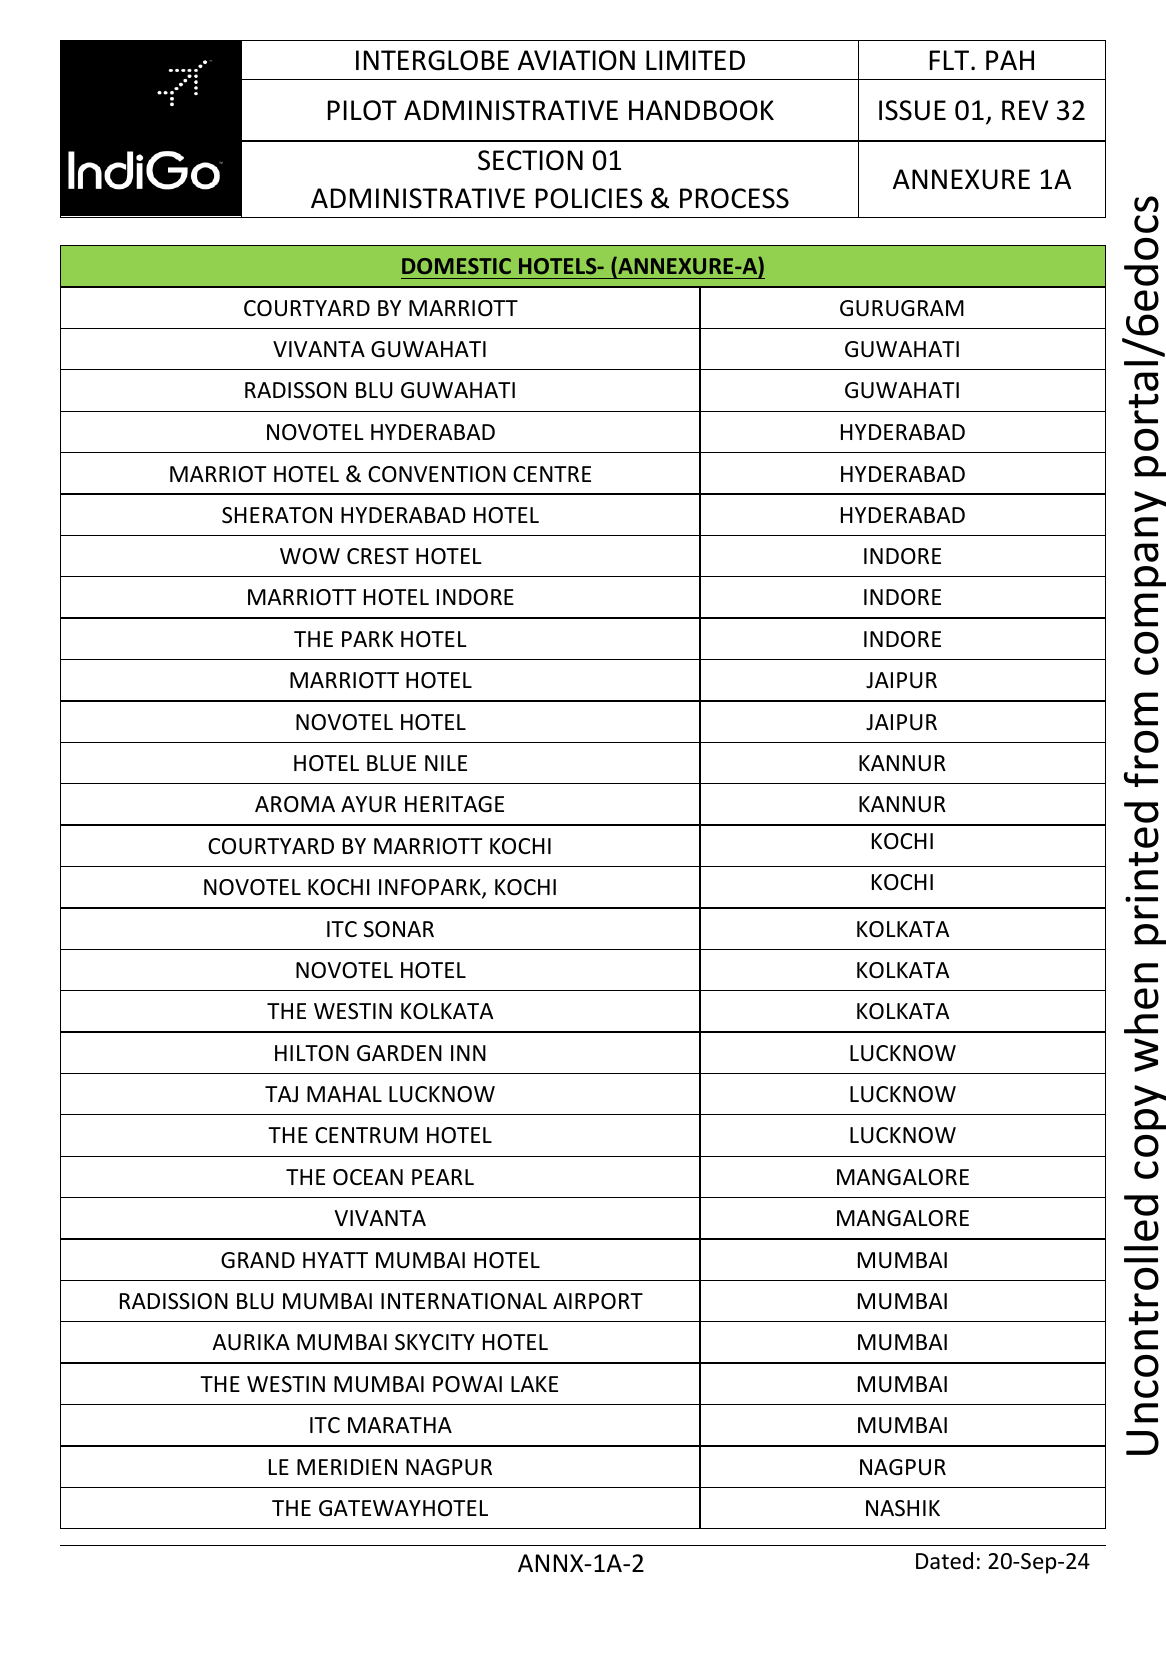 INTERGLOBE AVIATION LIMITED
FLT. PAH
PILOT ADMINISTRATIVE HANDBOOK
ISSUE 01, REV 32
IndiGo
SECTION 01
ADMINISTRATIVE POLICIES & PROCESS
ANNEXURE 1A
DOMESTIC HOTELS- (ANNEXURE-A)
COURTYARD BY MARRIOTT GURUGRAM
VIVANTA GUWAHATI GUWAHATI
RADISSON BLU GUWAHATI GUWAHATI
NOVOTEL HYDERABAD HYDERABAD
MARRIOT HOTEL & CONVENTION CENTRE HYDERABAD
SHERATON HYDERABAD HOTEL HYDERABAD
WOW CREST HOTEL INDORE
MARRIOTT HOTEL INDORE INDORE
THE PARK HOTEL INDORE
MARRIOTT HOTEL JAIPUR
NOVOTEL HOTEL JAIPUR
HOTEL BLUE NILE KANNUR
AROMA AYUR HERITAGE KANNUR
COURTYARD BY MARRIOTT KOCHI KOCHI
NOVOTEL KOCHI INFOPARK, KOCHI KOCHI
ITC SONAR KOLKATA
NOVOTEL HOTEL KOLKATA
THE WESTIN KOLKATA KOLKATA
HILTON GARDEN INN LUCKNOW
TAJ MAHAL LUCKNOW LUCKNOW
THE CENTRUM HOTEL LUCKNOW
THE OCEAN PEARL MANGALORE
VIVANTA MANGALORE
GRAND HYATT MUMBAI HOTEL MUMBAI
RADISSION BLU MUMBAI INTERNATIONAL AIRPORT MUMBAI
AURIKA MUMBAI SKYCITY HOTEL MUMBAI
THE WESTIN MUMBAI POWAI LAKE MUMBAI
ITC MARATHA MUMBAI
LE MERIDIEN NAGPUR NAGPUR
THE GATEWAYHOTEL NASHIK
ANNX-1A-2
Dated: 20-Sep-24
Uncontrolled copy when printed from company portal/6edocs